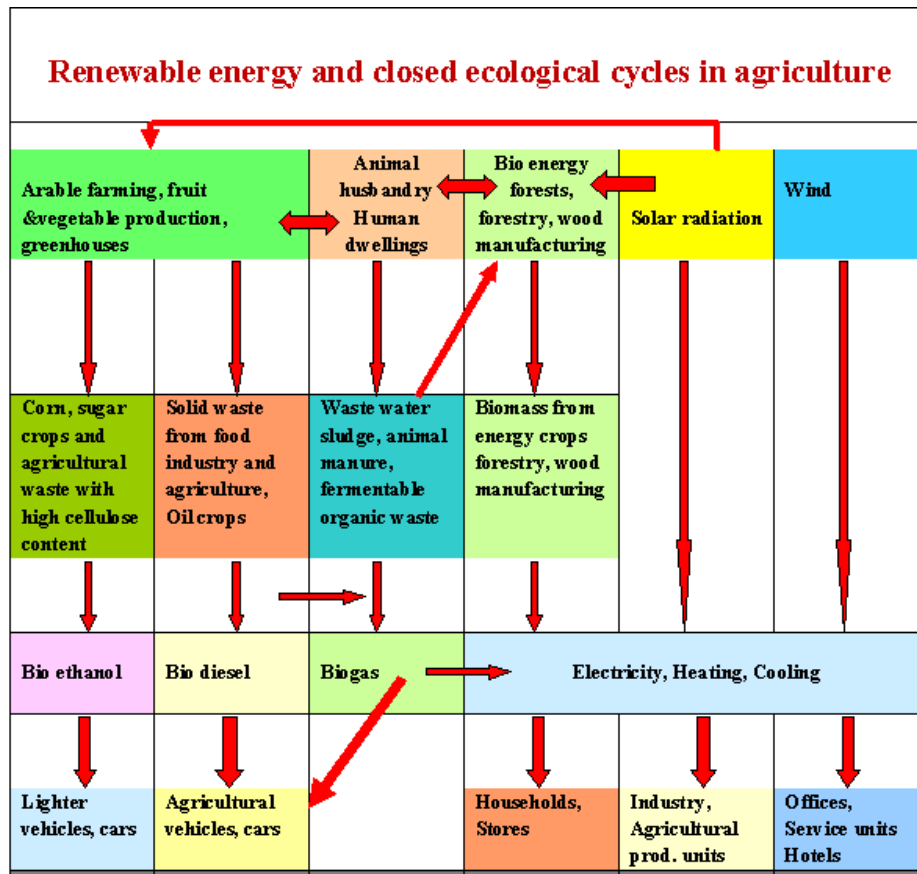 Renewable energy and closed ecological cycles in agriculture
Arable farming, fruit
&vegetable production,
greenhouses
Animal
husbandry
Human
dwellings
Bio energy
forests,
forestry, wood
manufacturing
Solar radiation
Wind
Corn, sugar
crops and
agricultural
waste with
high cellulose
content
Solid waste
from food
industry and
agriculture,
Oil crops
Waste water
sludge, animal
manure,
fermentable
organic waste
Biomass from
energy crops
forestry, wood
manufacturing
Bio ethanol
Bio diesel
Biogas
Electricity, Heating, Cooling
Lighter
vehicles, cars
Agricultural
vehicles, cars
Households,
Stores
Industry,
Agricultural
prod. units
Offices,
Service units
Hotels